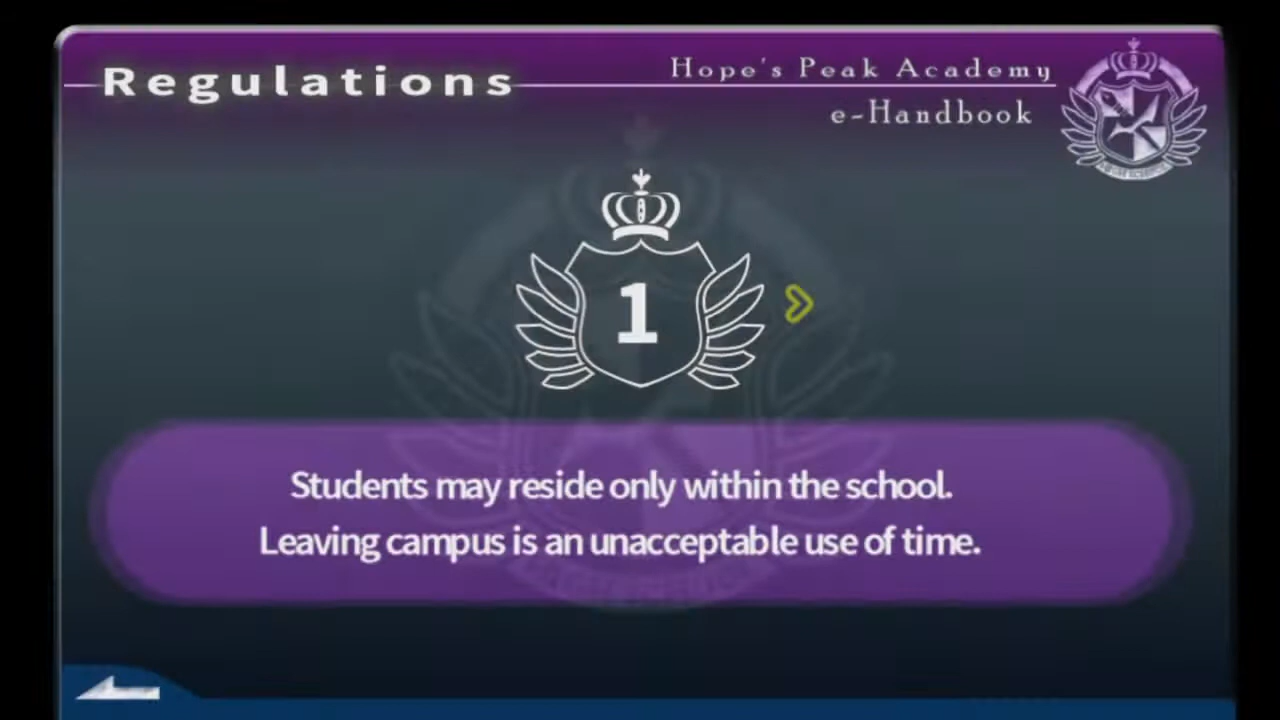 Regulations
Hope's Peak Academy
e-Handbook
1
Students may reside only within the school.
Leaving campus is an unacceptable use of time.